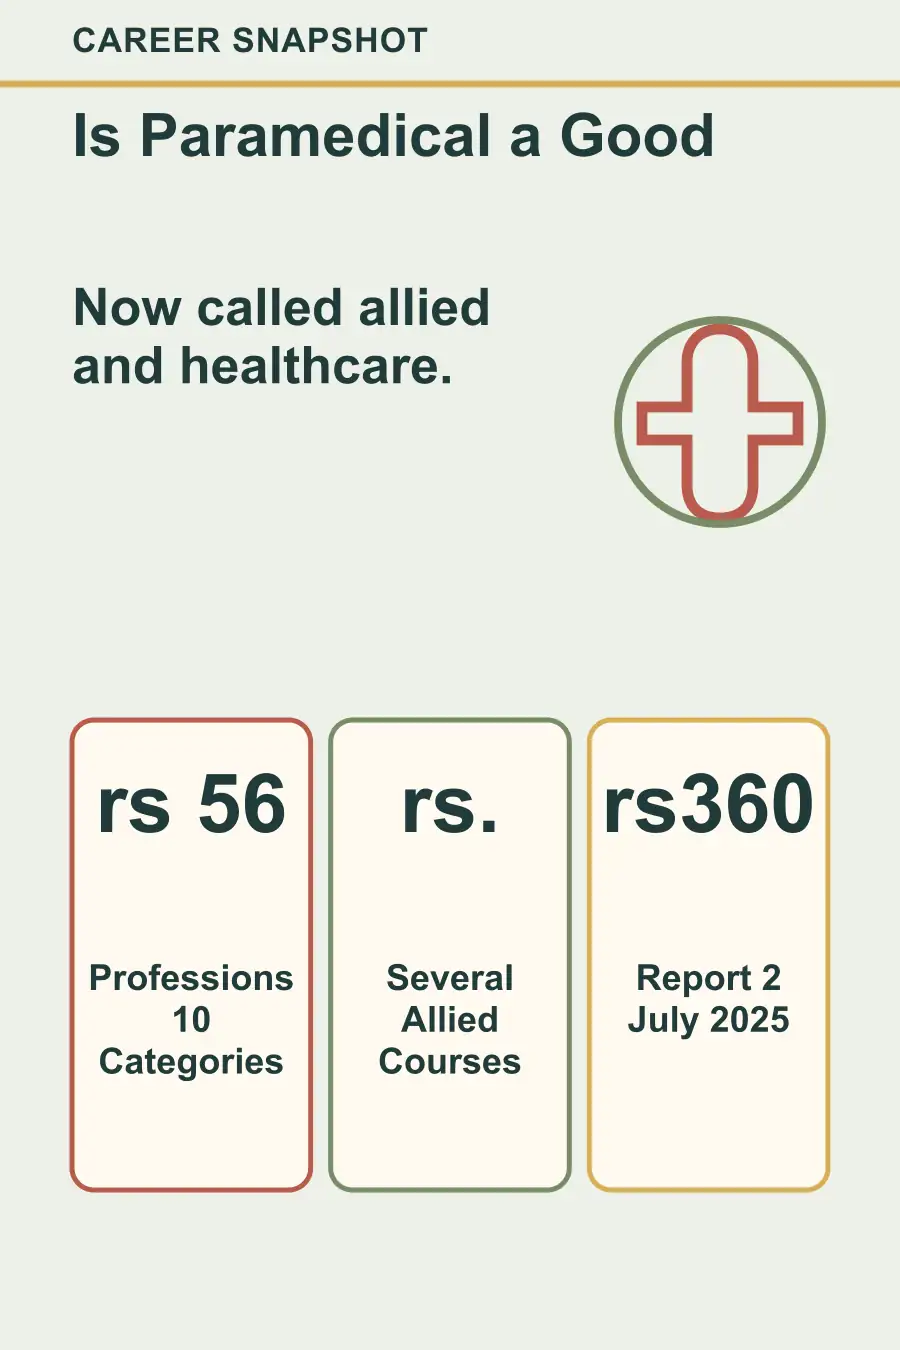 CAREER SNAPSHOT
Is Paramedical a Good
Now called allied
and healthcare.
rs 56
Professions
10
Categories
rs.
Several
Allied
Courses
rs360
Report 2
July 2025